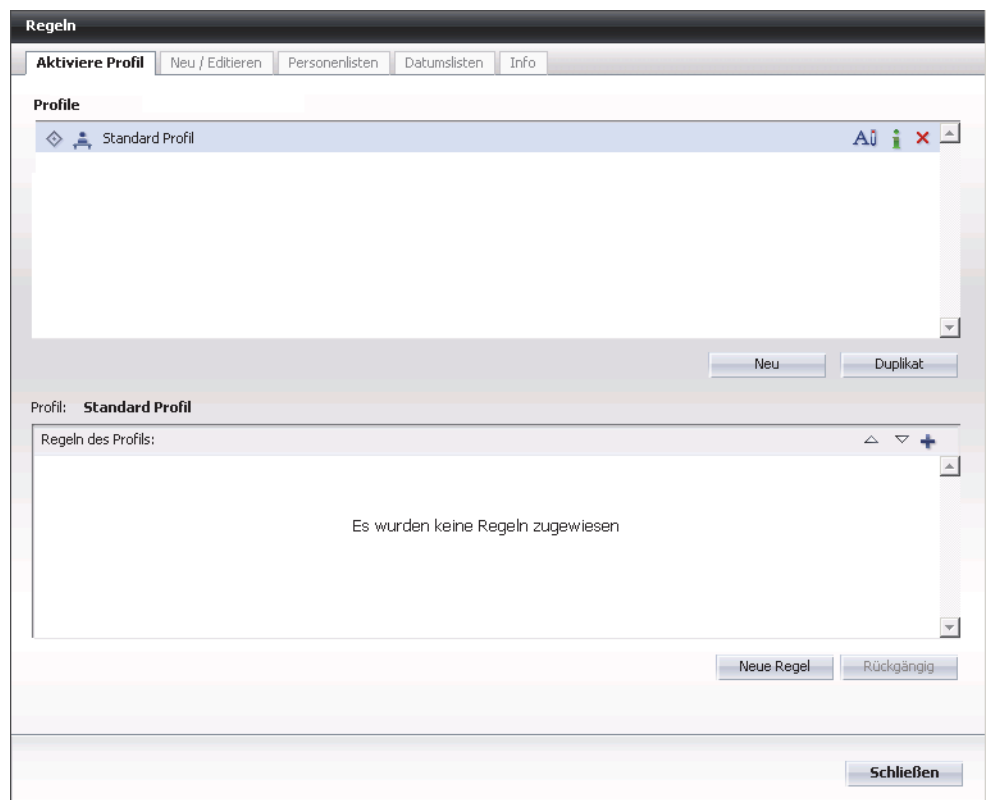 Regeln
Aktiviere Profil Neu / Editieren Personenlisten Datumslisten Info
Profile
Standard Profil
Neu Duplikat
Profil: Standard Profil
Regeln des Profils:
Es wurden keine Regeln zugewiesen
Neue Regel Rückgängig
Schließen